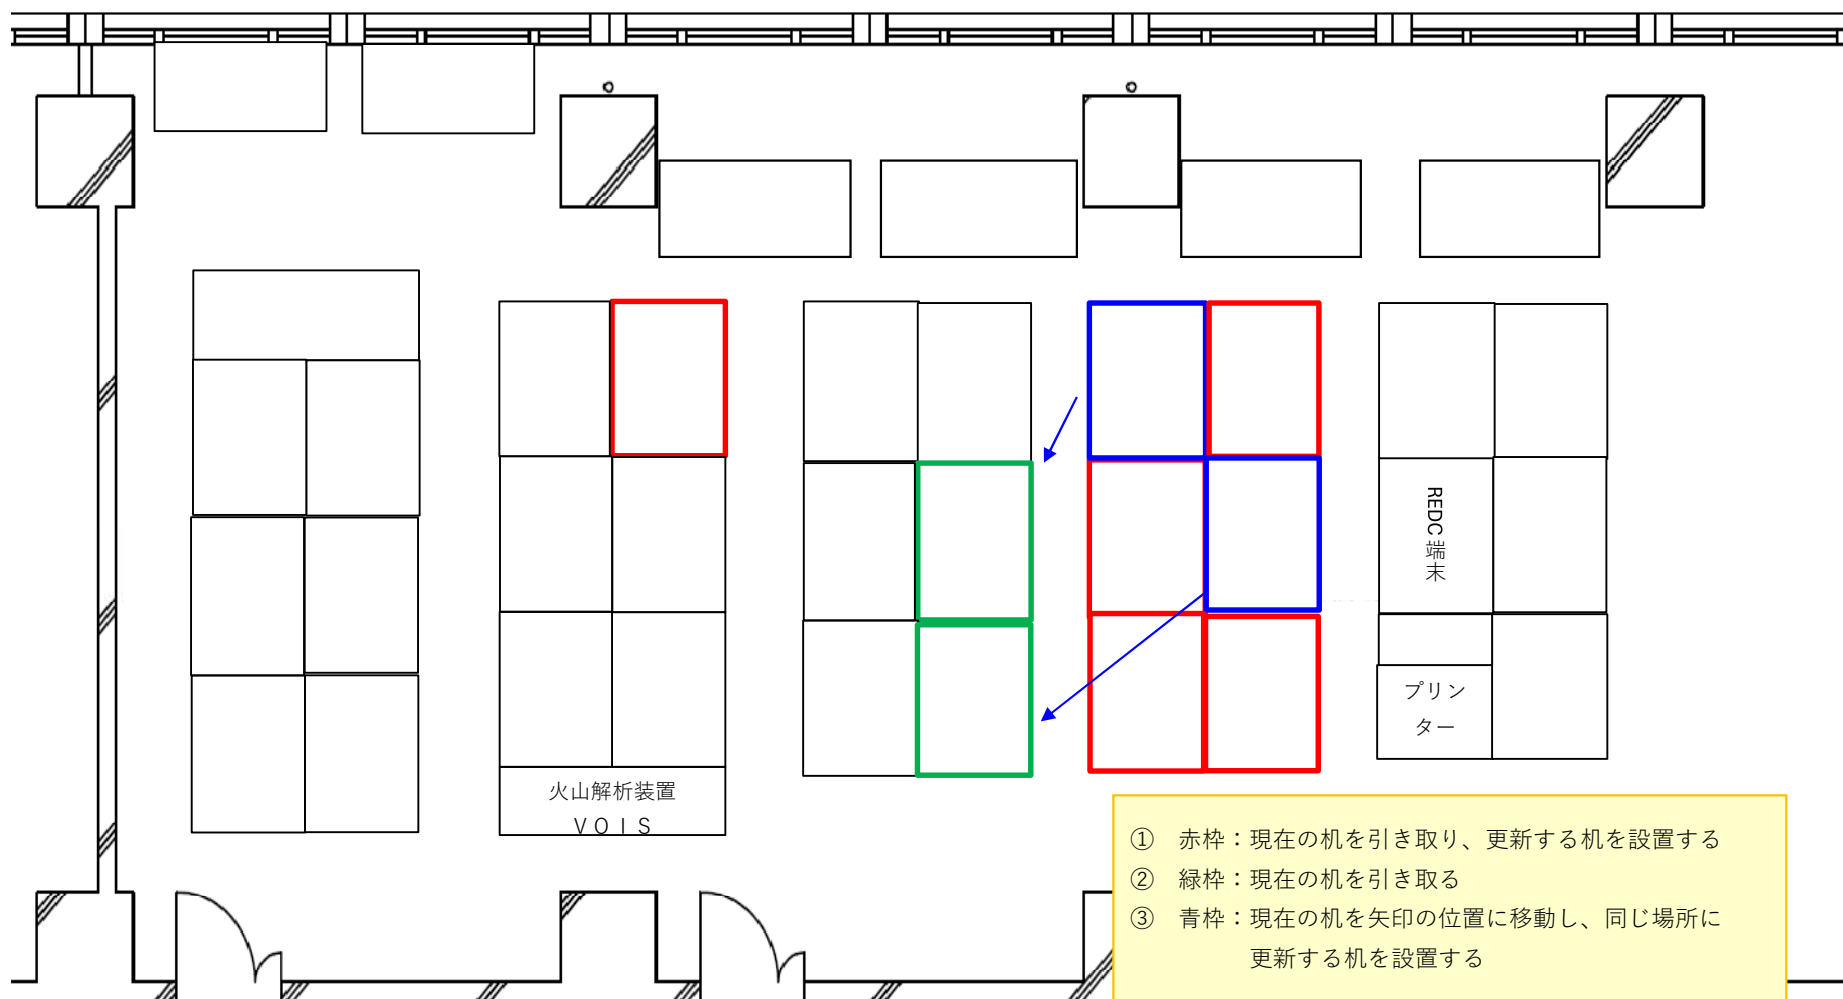 REDC端末
プリン
ター
火山解析装置
ＶＯＩＳ
①　赤枠：現在の机を引き取り、更新する机を設置する
②　緑枠：現在の机を引き取る
③　青枠：現在の机を矢印の位置に移動し、同じ場所に
更新する机を設置する